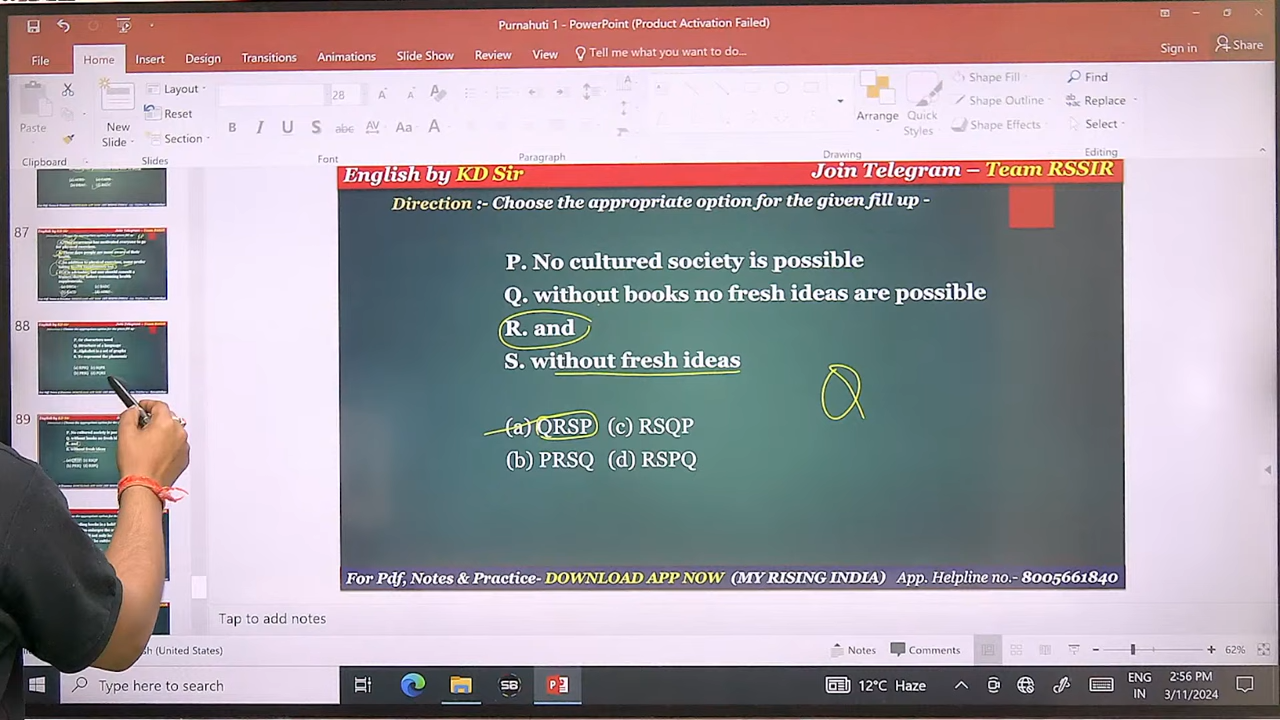 Purnahuti 1 - PowerPoint (Product Activation Failed)
File Home Insert Design Transitions Animations Slide Show Review View Tell me what you want to do... Sign in Share
Paste
New Slide
Layout
Reset
Section
28
B I U S abc AV Aa A
Arrange
Quick Styles
Shape Fill
Shape Outline
Shape Effects
Find
Replace
Select
Clipboard Slides Font Paragraph Drawing Editing
87
88
89
English by KD Sir
Join Telegram – Team RSSIR
Direction :- Choose the appropriate option for the given fill up -
P. No cultured society is possible
Q. without books no fresh ideas are possible
R. and
S. without fresh ideas
Q
(a) QRSP (c) RSQP
(b) PRSQ (d) RSPQ
For Pdf, Notes & Practice- DOWNLOAD APP NOW (MY RISING INDIA) App. Helpline no.- 8005661840
Tap to add notes
(United States)
Notes Comments 62%
Type here to search
12°C Haze
ENG
IN
2:56 PM
3/11/2024